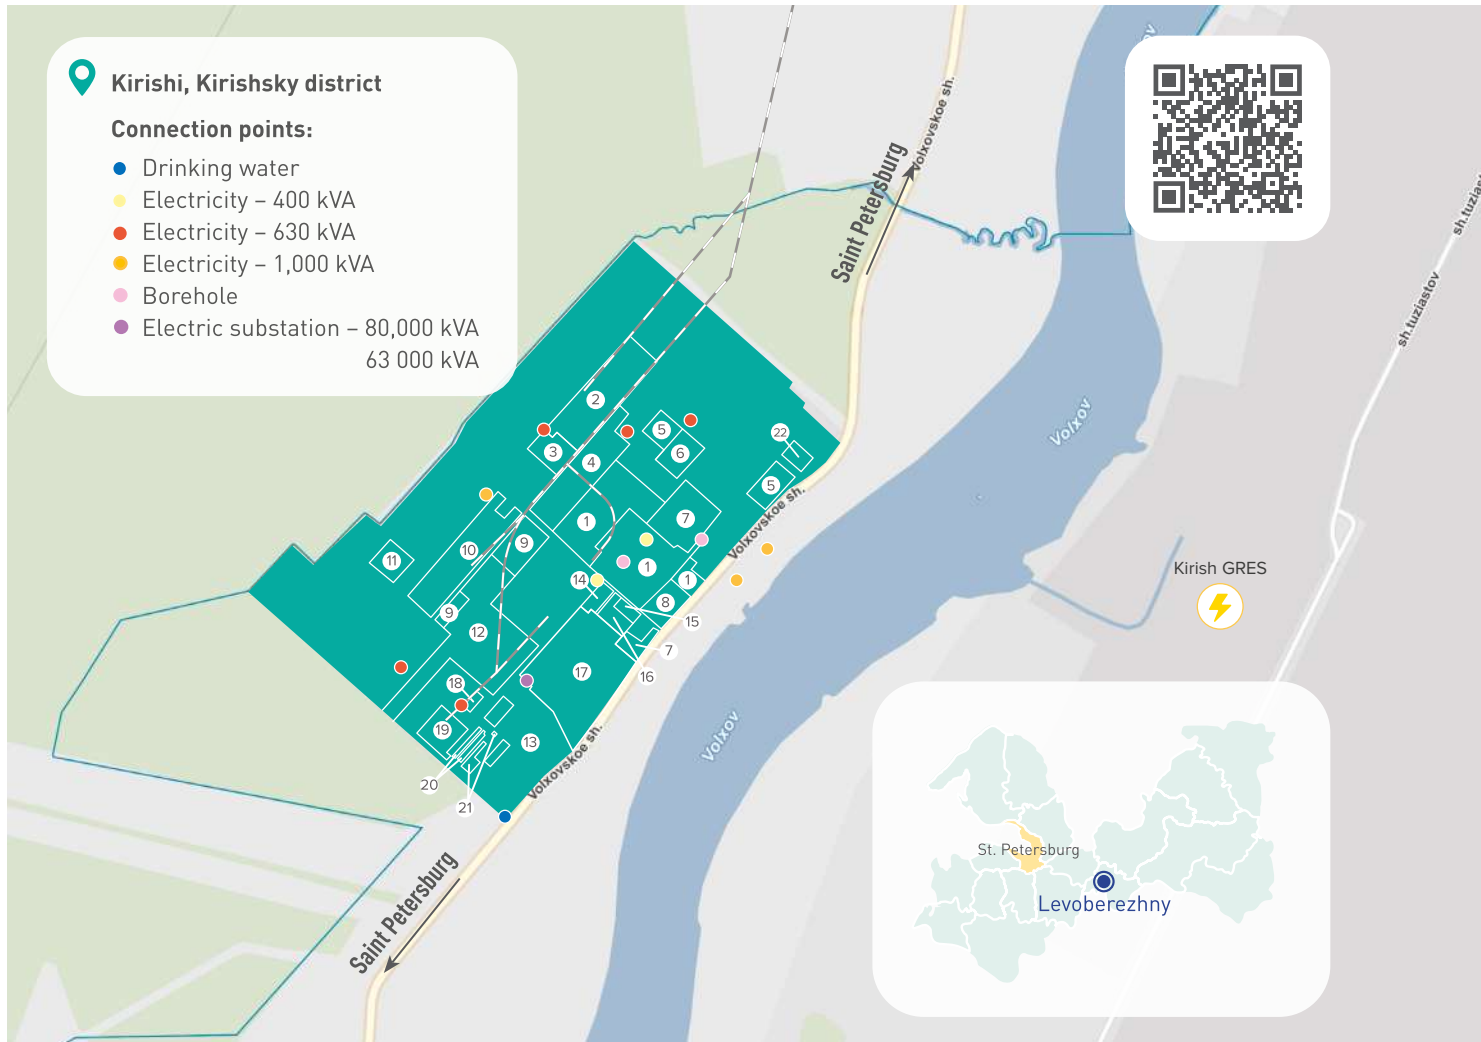 Kirishi, Kirishsky district
Connection points:
Drinking water
Electricity – 400 kVA
Electricity – 630 kVA
Electricity – 1,000 kVA
Borehole
Electric substation – 80,000 kVA
63 000 kVA
Volxovskoe sh.
Saint Petersburg
sh.tuziastov
Volxov
2
5
22
3
4
6
5
1
7
9
10
11
1
14
1
9
8
12
15
7
16
17
18
19
13
20
21
Volxovskoe sh.
Volxovskoe sh.
Kirish GRES
Volxov
Saint Petersburg
St. Petersburg
Levoberezhny